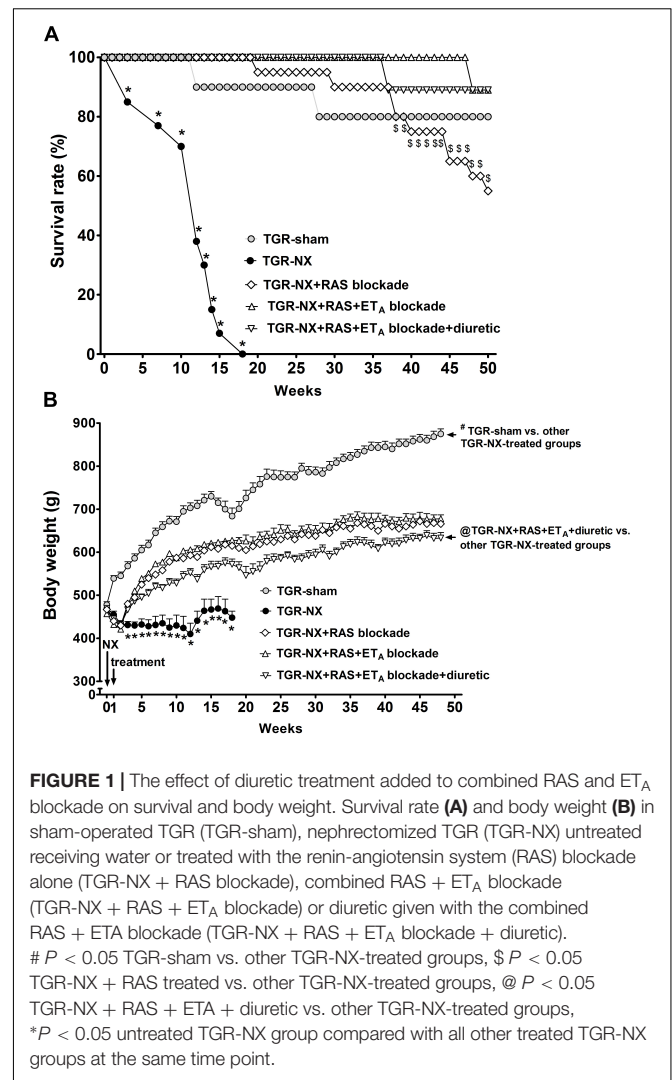 A
Survival rate (%)
100
80
60
40
20
0
* * * * * * * *
$ $
$ $ $ $ $
$ $ $
$ $
$
TGR-sham
TGR-NX
TGR-NX+RAS blockade
TGR-NX+RAS+ETA blockade
TGR-NX+RAS+ETA blockade+diuretic
0 5 10 15 20 25 30 35 40 45 50
Weeks
B
Body weight (g)
900
800
700
600
500
400
300
0
# TGR-sham vs. other
TGR-NX-treated groups
@TGR-NX+RAS+ETA+diuretic vs.
other TGR-NX-treated groups
TGR-sham
TGR-NX
TGR-NX+RAS blockade
TGR-NX+RAS+ETA blockade
TGR-NX+RAS+ETA blockade+diuretic
NX
treatment
0 1 5 10 15 20 25 30 35 40 45 50
Weeks
FIGURE 1 | The effect of diuretic treatment added to combined RAS and ETA
blockade on survival and body weight. Survival rate (A) and body weight (B) in
sham-operated TGR (TGR-sham), nephrectomized TGR (TGR-NX) untreated
receiving water or treated with the renin-angiotensin system (RAS) blockade
alone (TGR-NX + RAS blockade), combined RAS + ETA blockade
(TGR-NX + RAS + ETA blockade) or diuretic given with the combined
RAS + ETA blockade (TGR-NX + RAS + ETA blockade + diuretic).
# P < 0.05 TGR-sham vs. other TGR-NX-treated groups, $ P < 0.05
TGR-NX + RAS treated vs. other TGR-NX-treated groups, @ P < 0.05
TGR-NX + RAS + ETA + diuretic vs. other TGR-NX-treated groups,
*P < 0.05 untreated TGR-NX group compared with all other treated TGR-NX
groups at the same time point.